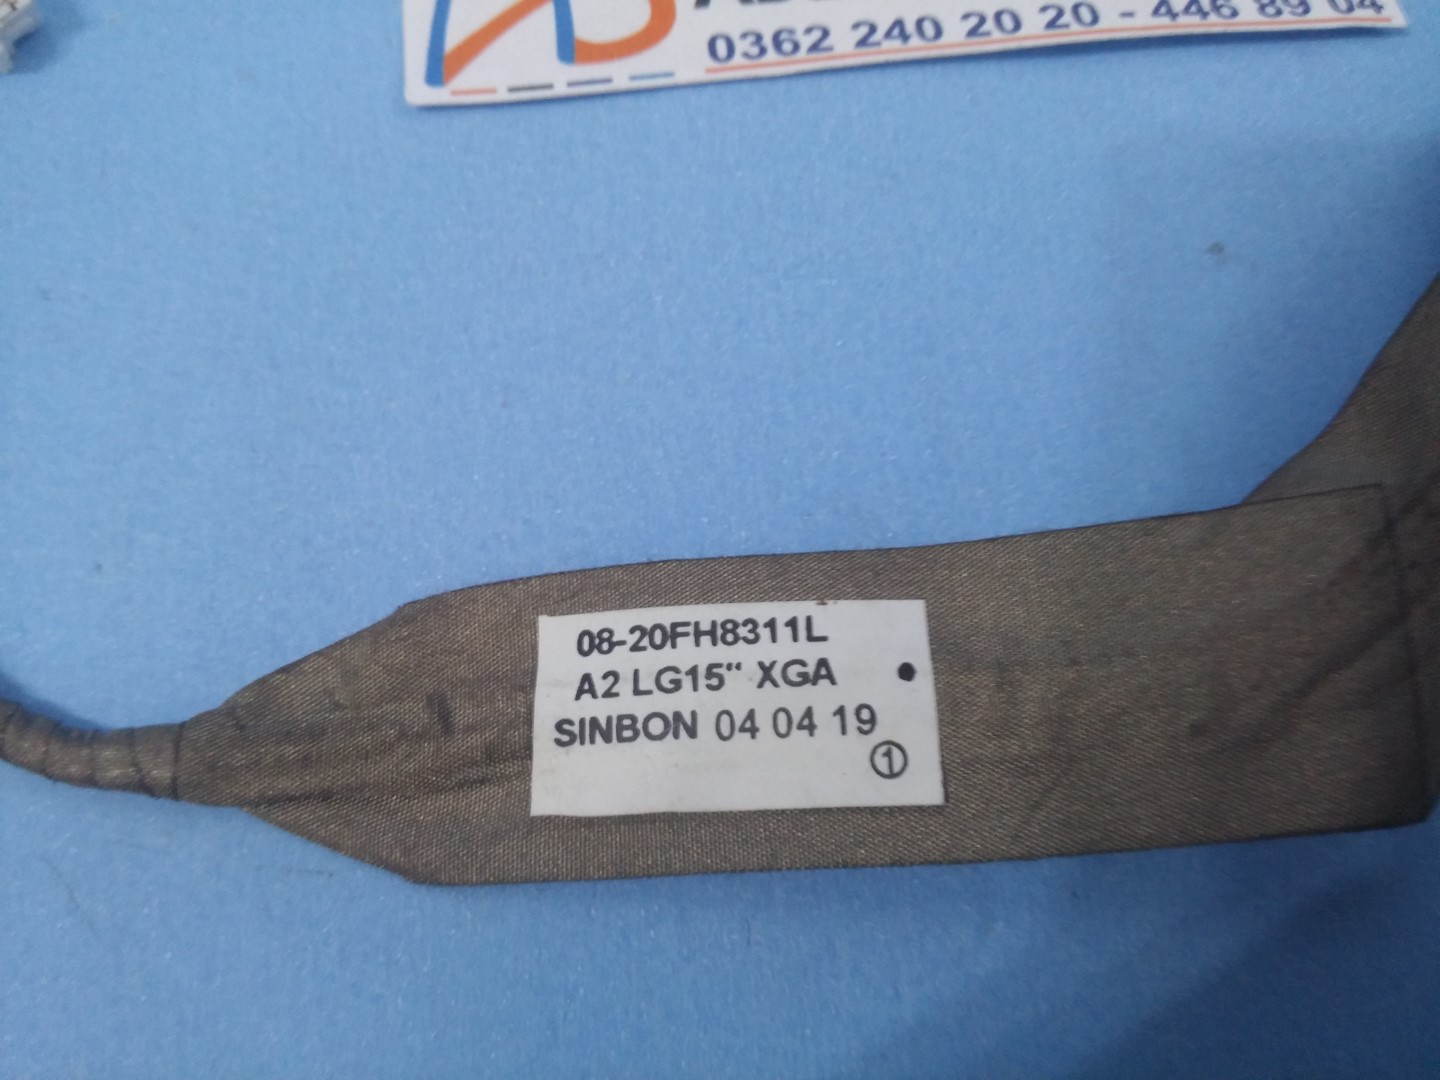 0362 240 20 20 - 446 89 04
08-20FH8311L
A2 LG15" XGA
SINBON 04 04 19
1